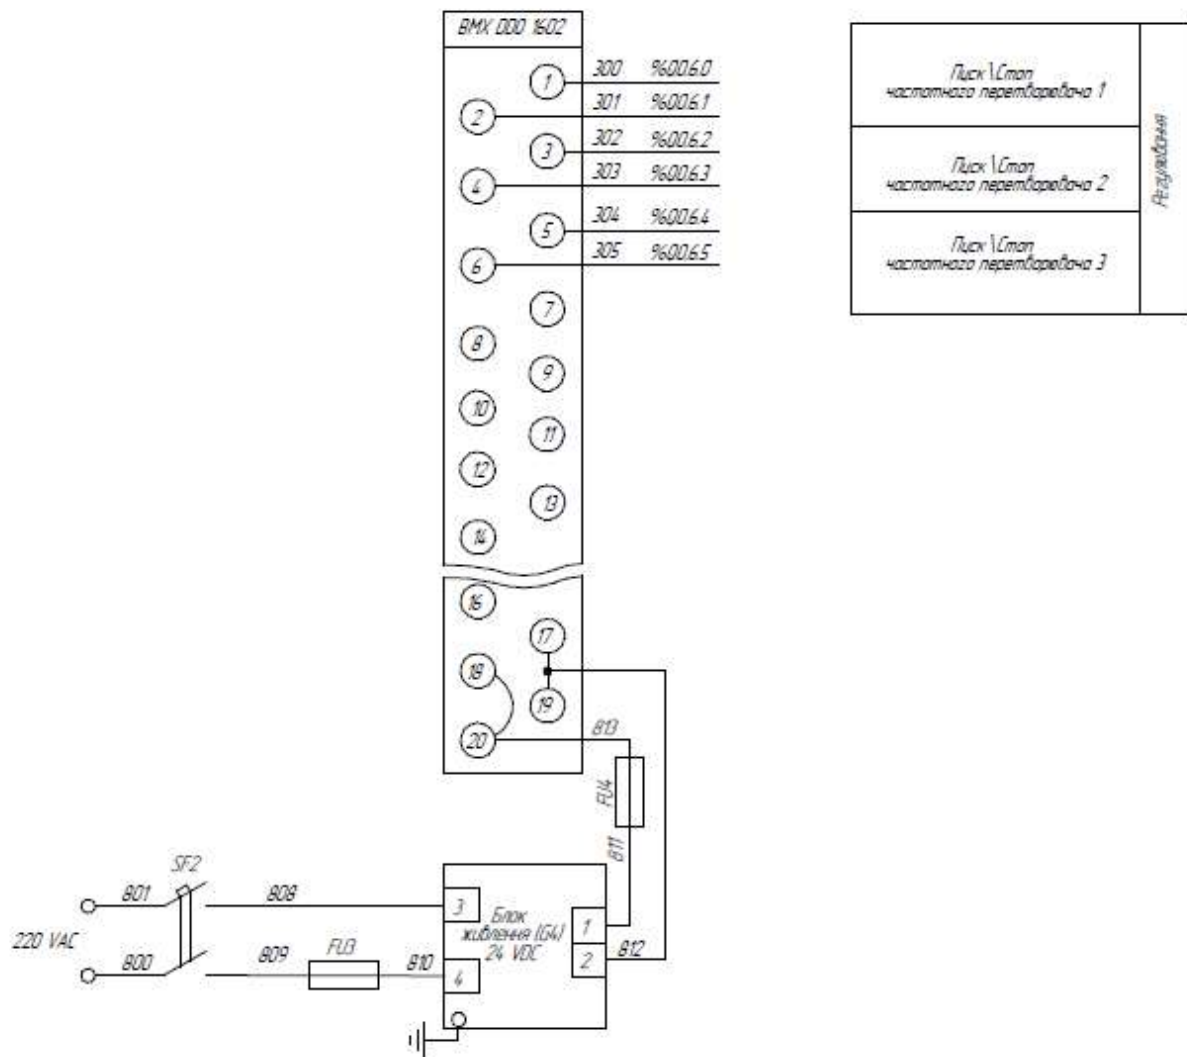 BMX DDO 1602
1
300 %Q0.6.0
2
301 %Q0.6.1
3
302 %Q0.6.2
4
303 %Q0.6.3
5
304 %Q0.6.4
6
305 %Q0.6.5
7
8
9
10
11
12
13
14
16
17
18
19
20
813
FU4
811
Пуск \ Стоп
частотного перетворювача 1
Пуск \ Стоп
частотного перетворювача 2
Пуск \ Стоп
частотного перетворювача 3
Регулювання
SF2
220 VAC
801
808
800
809
FU3
810
3
4
Блок
живлення (G4)
24 VDC
1
2
812